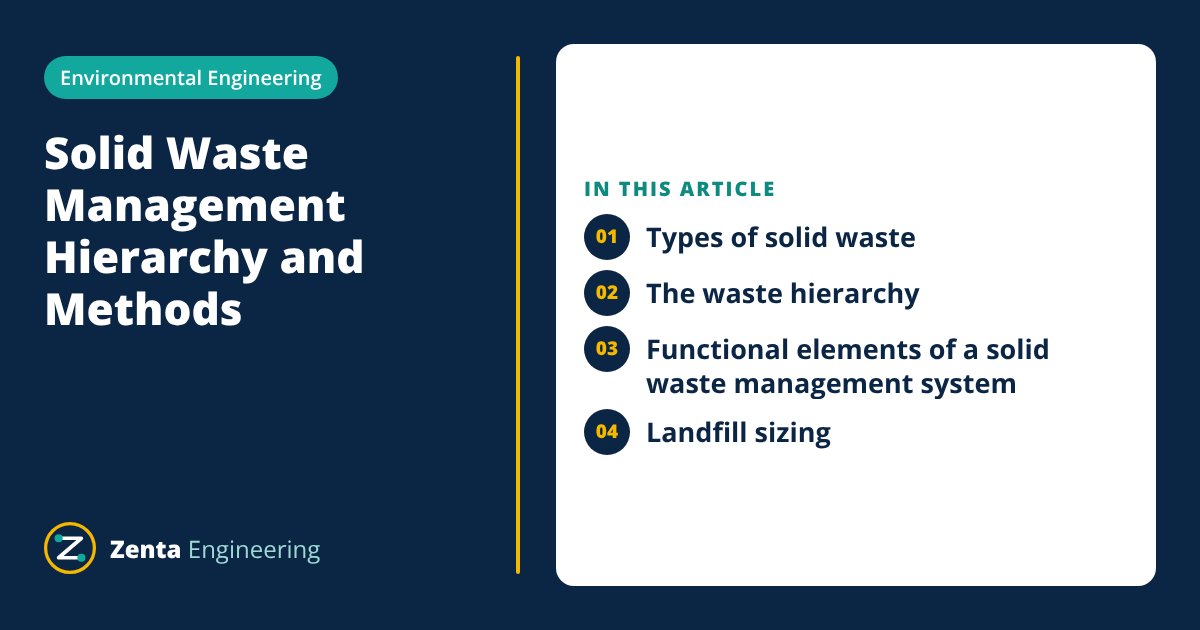 Environmental Engineering
Solid Waste
Management
Hierarchy and
Methods
Z
Zenta Engineering
IN THIS ARTICLE
01 Types of solid waste
02 The waste hierarchy
03 Functional elements of a solid
waste management system
04 Landfill sizing